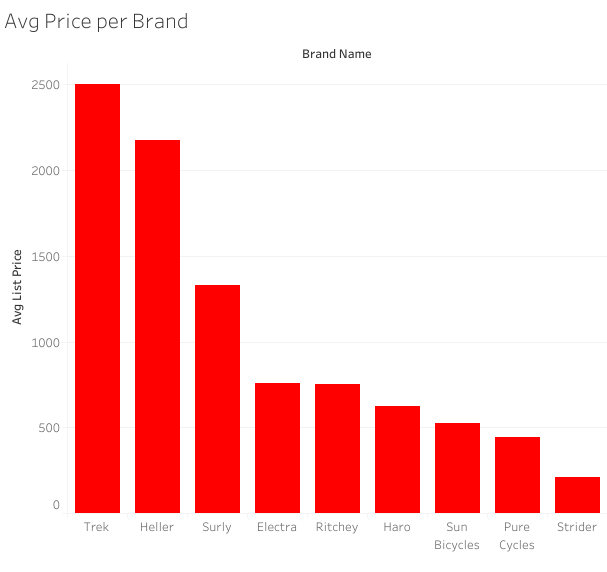 Avg Price per Brand
Brand Name
Avg List Price
2500
2000
1500
1000
500
0
Trek Heller Surly Electra Ritchey Haro Sun Bicycles Pure Cycles Strider